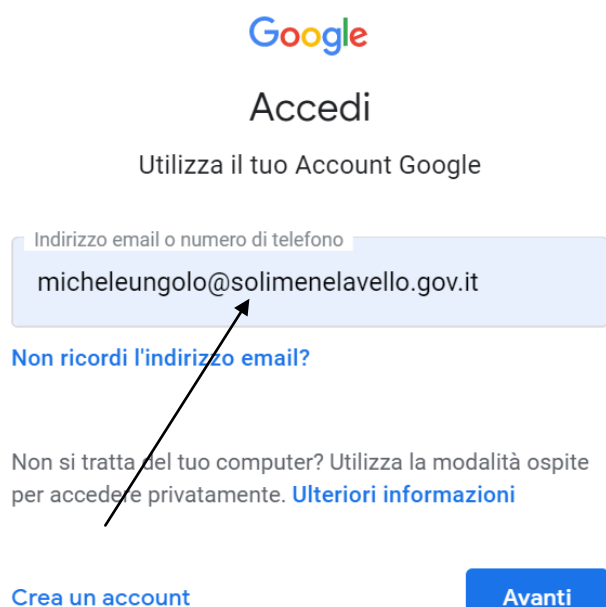 Google
Accedi
Utilizza il tuo Account Google
Indirizzo email o numero di telefono
micheleungolo@solimenelavello.gov.it
Non ricordi l'indirizzo email?
Non si tratta del tuo computer? Utilizza la modalità ospite
per accedere privatamente. Ulteriori informazioni
Crea un account
Avanti